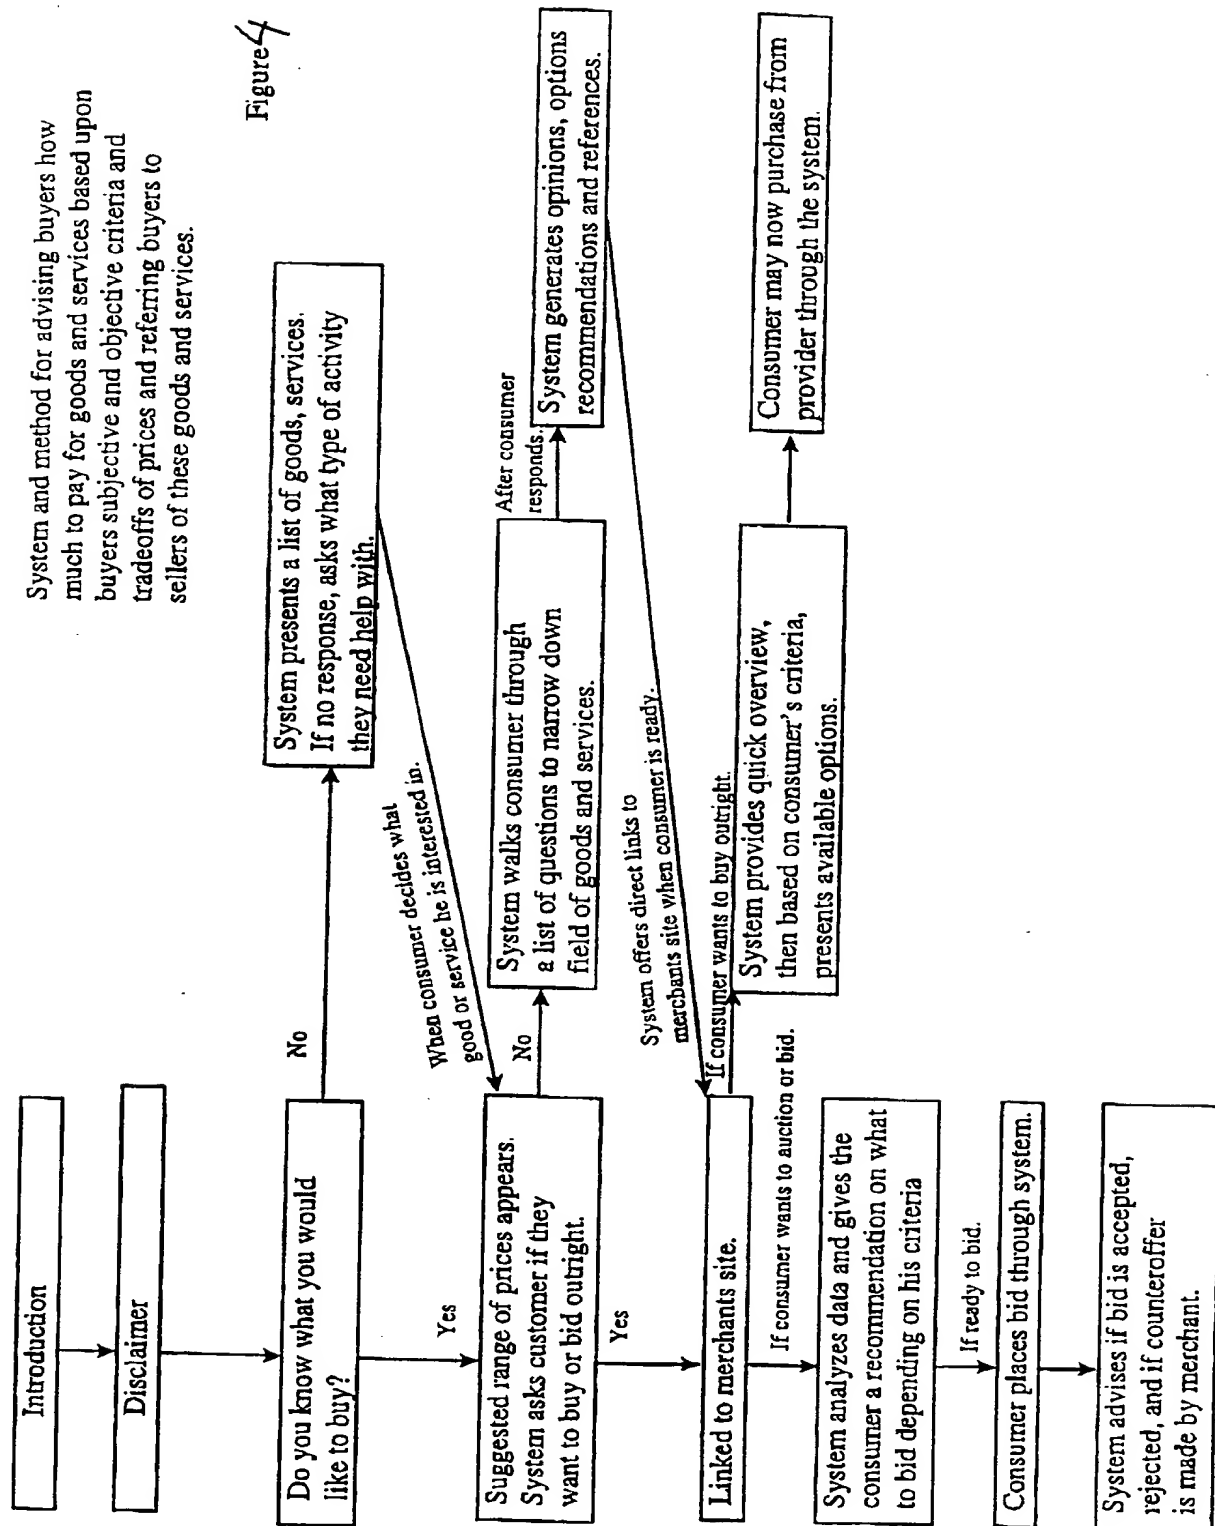 System and method for advising buyers how
much to pay for goods and services based upon
buyers subjective and objective criteria and
tradeoffs of prices and referring buyers to
sellers of these goods and services.
Figure 4
Introduction
Disclaimer
Do you know what you would
like to buy?
No
System presents a list of goods, services.
If no response, asks what type of activity
they need help with.
Yes
When consumer decides what
good or service he is interested in.
Suggested range of prices appears.
System asks customer if they
want to buy or bid outright.
No
System walks consumer through
a list of questions to narrow down
field of goods and services.
After consumer
responds.
System generates opinions, options
recommendations and references.
Yes
System offers direct links to
merchants site when consumer is ready.
Linked to merchants site.
If consumer wants to buy outright.
System provides quick overview,
then based on consumer's criteria,
presents available options.
Consumer may now purchase from
provider through the system.
If consumer wants to auction or bid.
System analyzes data and gives the
consumer a recommendation on what
to bid depending on his criteria
If ready to bid.
Consumer places bid through system.
System advises if bid is accepted,
rejected, and if counteroffer
is made by merchant.